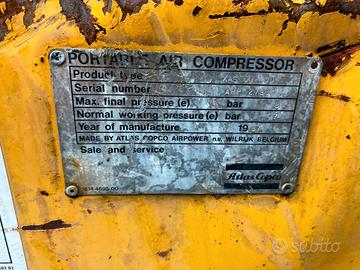 PORTABLE AIR COMPRESSOR
Product type
Serial number
Max. final pressure (e) bar
Normal working pressure (e) bar
Year of manufacture 19
MADE BY ATLAS COPCO AIRPOWER n.v. WILRIJK BELGIUM
Sale and service
Atlas Copco
subito